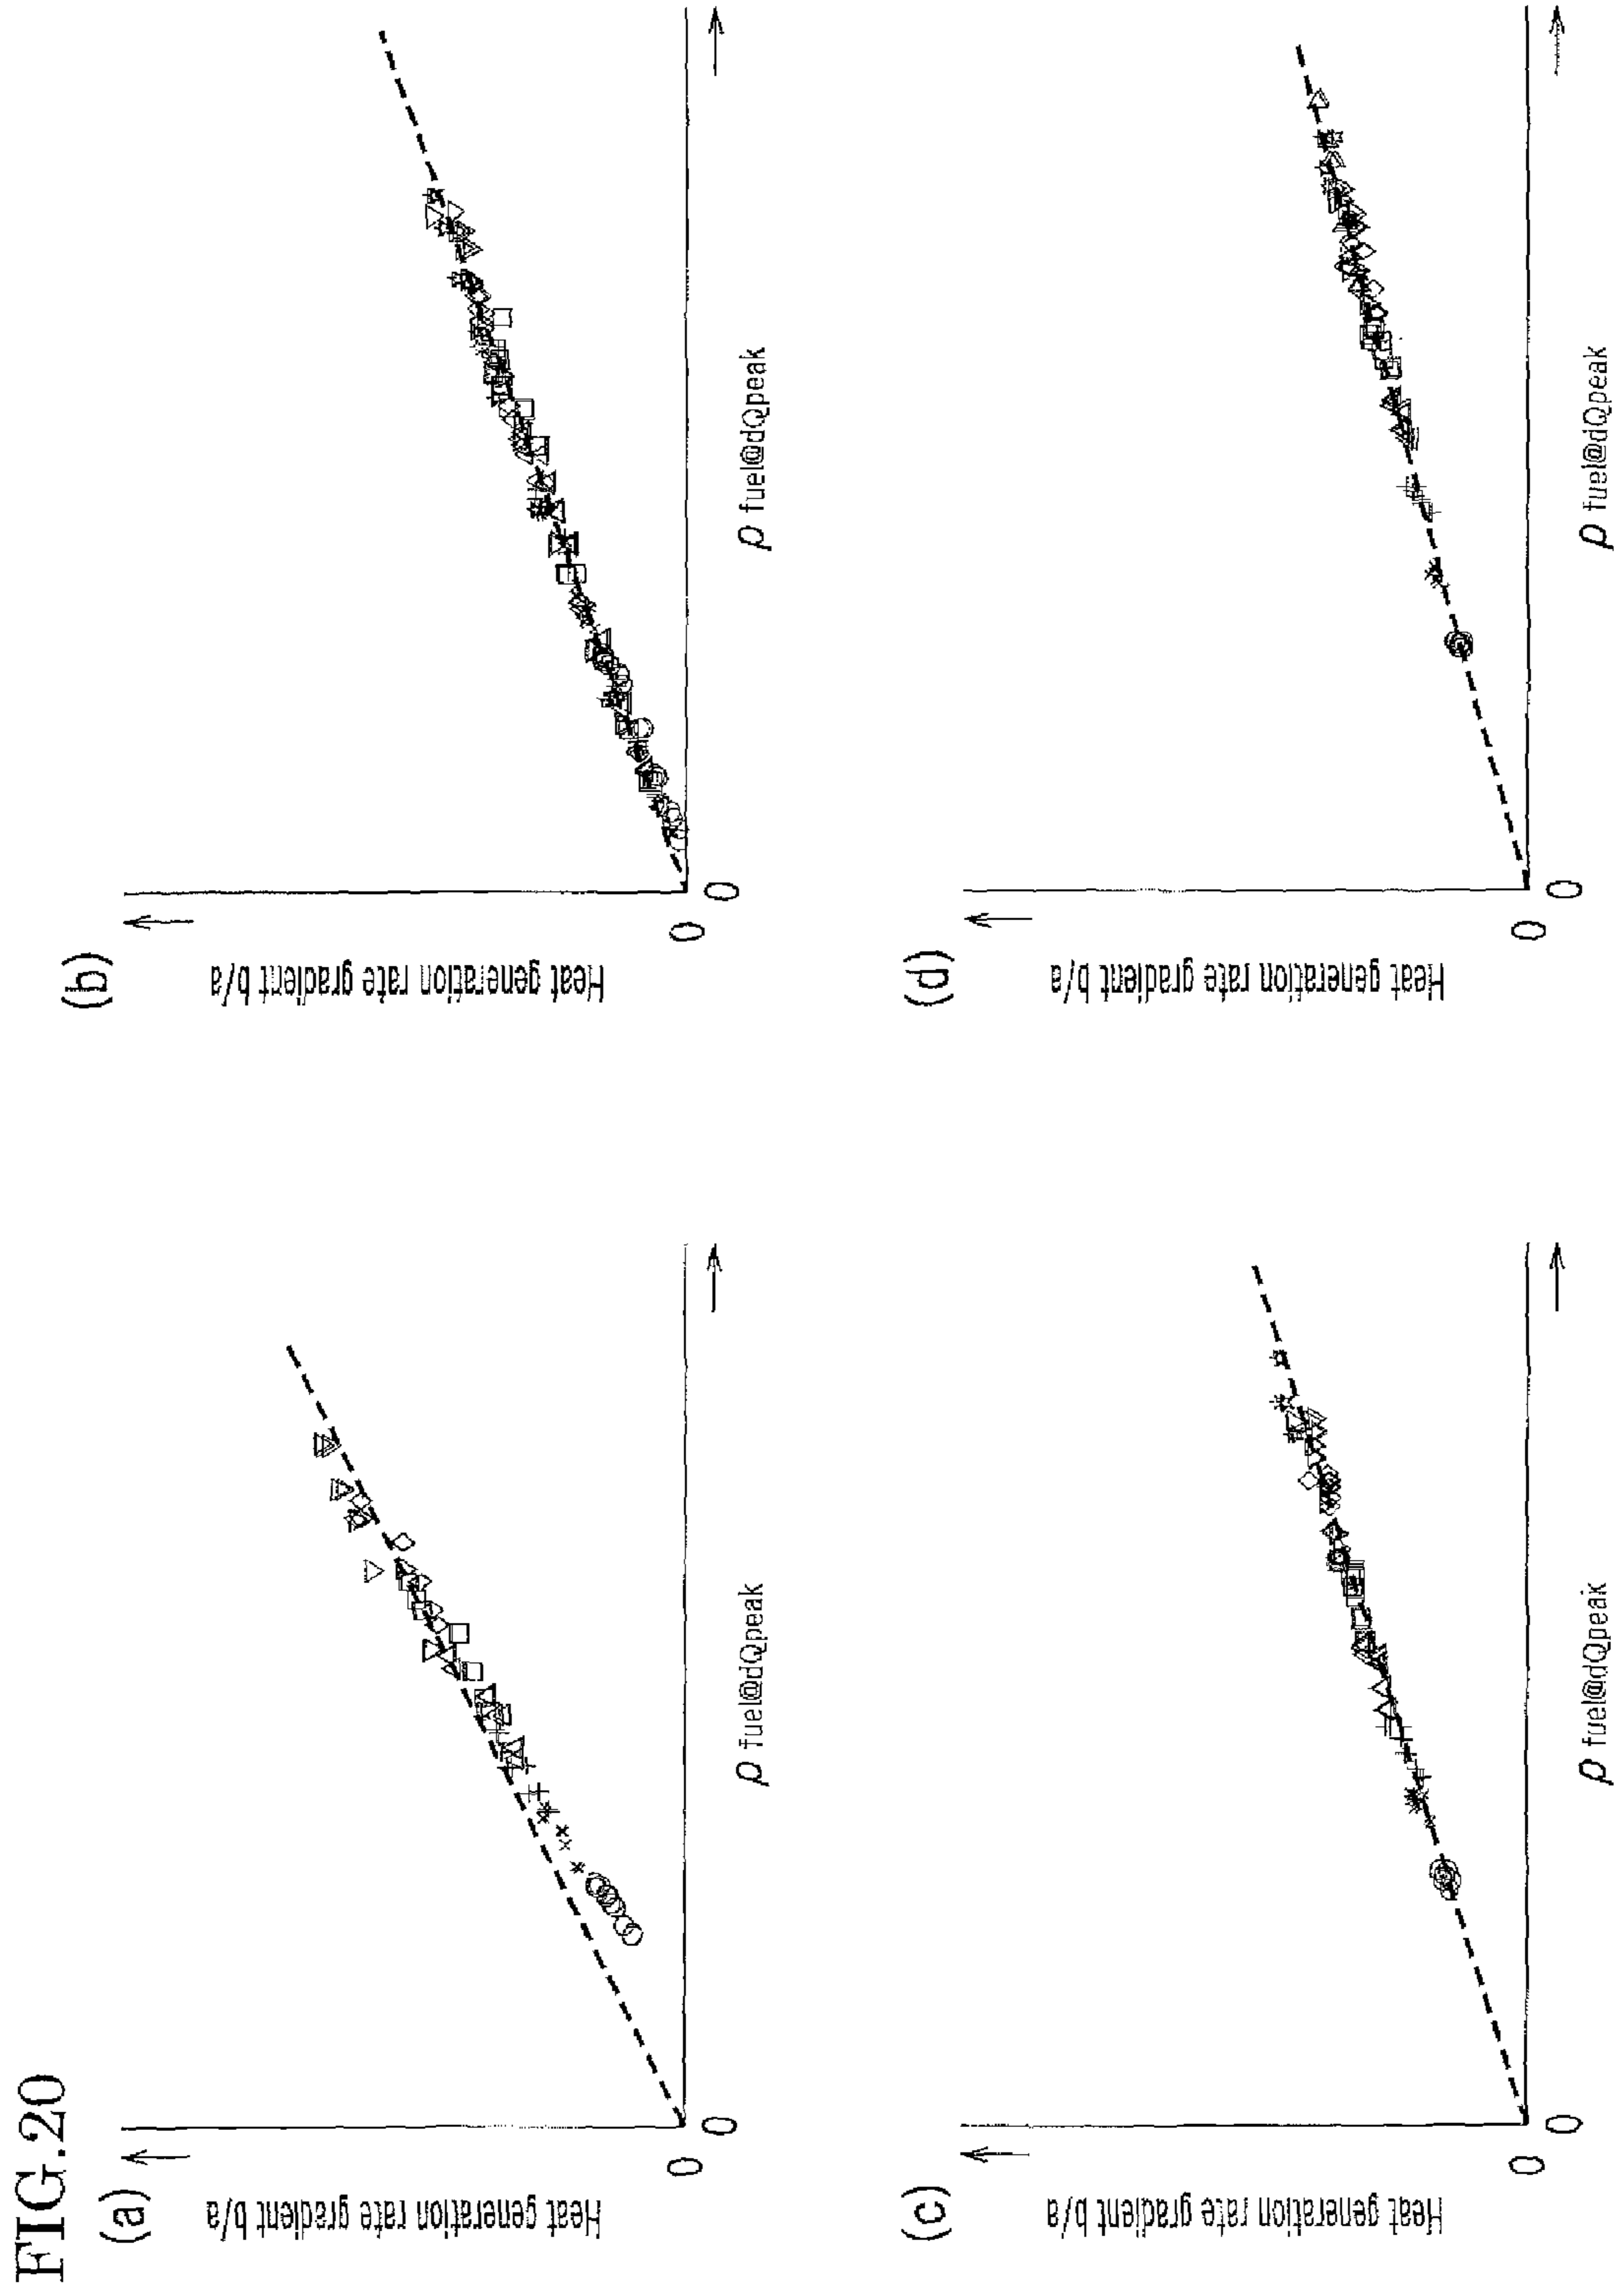 FIG.20
(a)
Heat generation rate gradient b/a
0
0
ρ fuel@dQpeak
(b)
Heat generation rate gradient b/a
0
0
ρ fuel@dQpeak
(c)
Heat generation rate gradient b/a
0
0
ρ fuel@dQpeak
(d)
Heat generation rate gradient b/a
0
0
ρ fuel@dQpeak